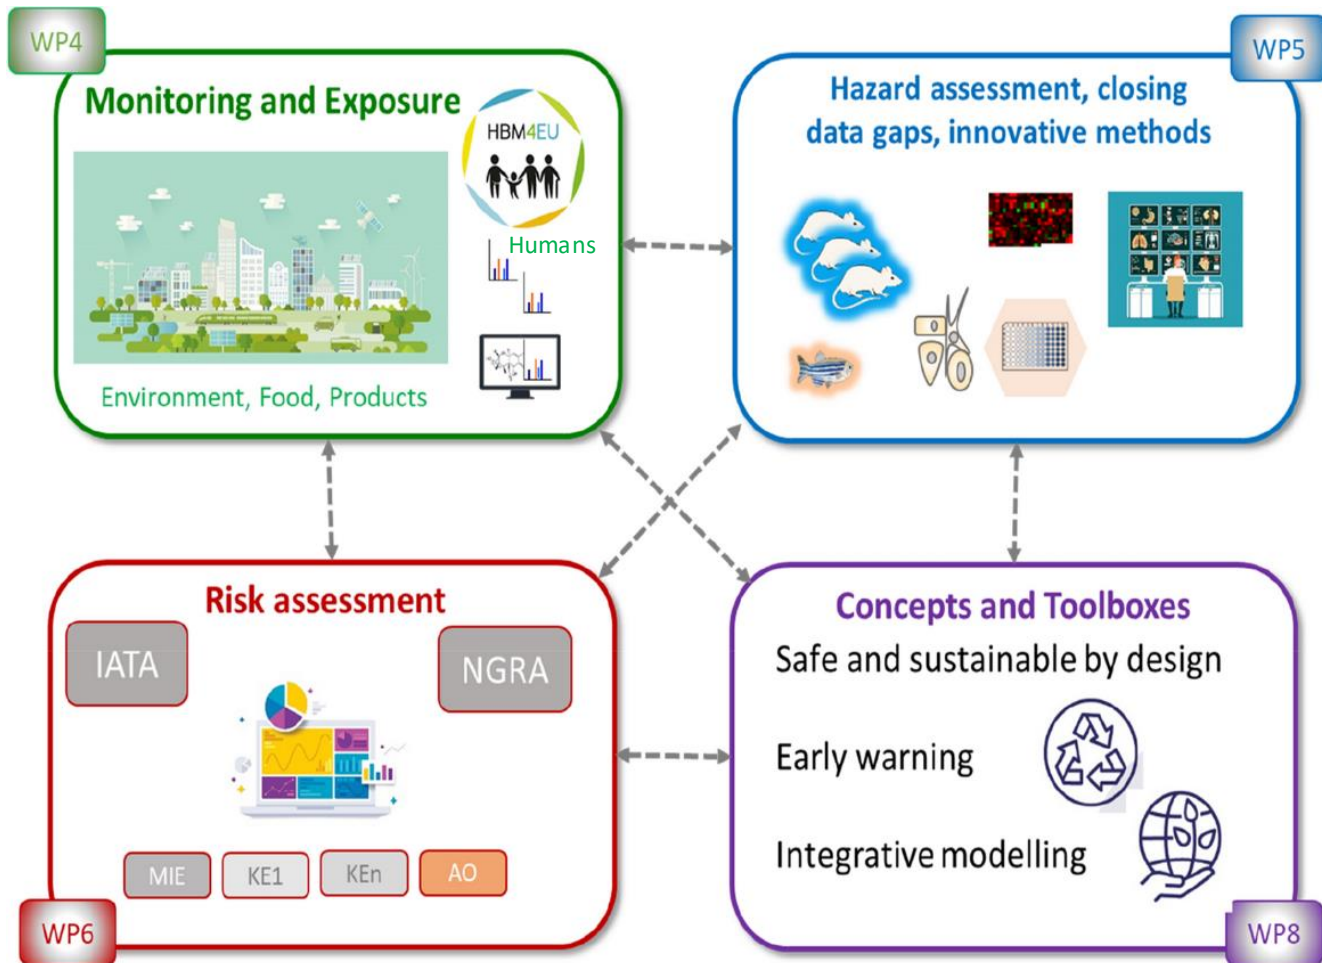 WP4
Monitoring and Exposure
HBM4EU
Humans
Environment, Food, Products
WP5
Hazard assessment, closing
data gaps, innovative methods
Risk assessment
IATA
NGRA
MIE
KE1
KEn
AO
WP6
Concepts and Toolboxes
Safe and sustainable by design
Early warning
Integrative modelling
WP8